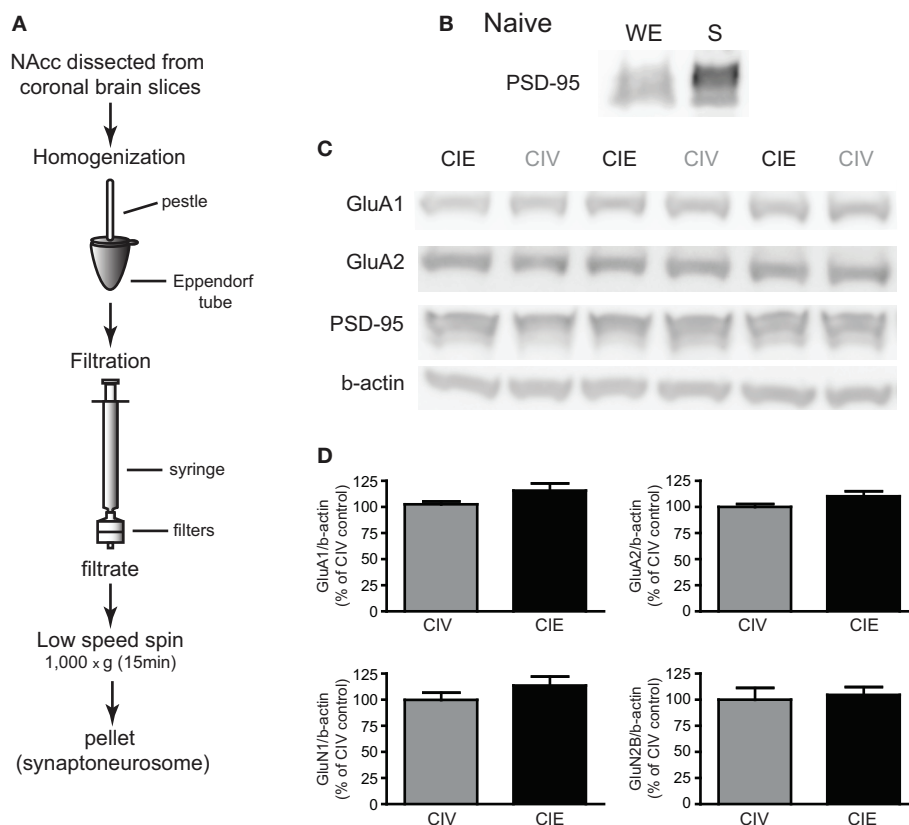 A
NAcc dissected from
coronal brain slices
Homogenization
pestle
Eppendorf
tube
Filtration
syringe
filters
filtrate
Low speed spin
1,000 x g (15min)
pellet
(synaptoneurosome)
B Naive
WE S
PSD-95
C
CIE CIV CIE CIV CIE CIV
GluA1
GluA2
PSD-95
b-actin
D
GluA1/b-actin
(% of CIV control)
125
100
75
50
25
0
CIV CIE
GluA2/b-actin
(% of CIV control)
125
100
75
50
25
0
CIV CIE
GluN1/b-actin
(% of CIV control)
125
100
75
50
25
0
CIV CIE
GluN2B/b-actin
(% of CIV control)
125
100
75
50
25
0
CIV CIE